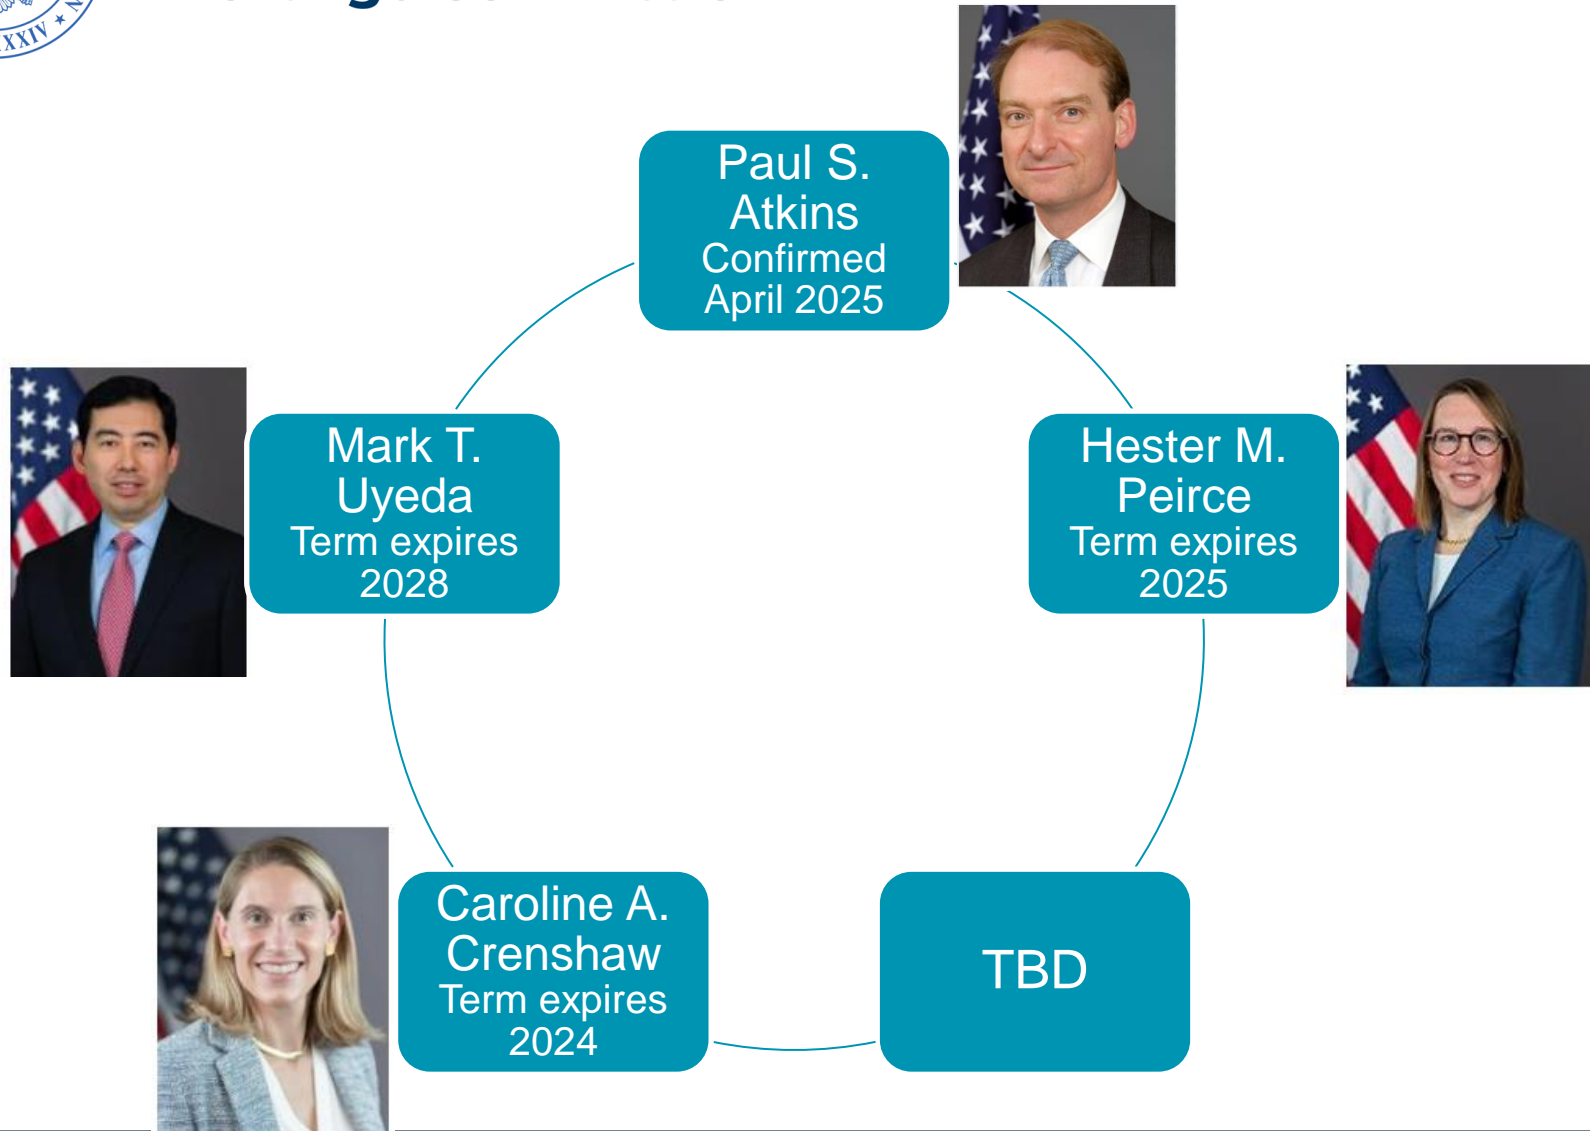 XXIV
Paul S.
Atkins
Confirmed
April 2025
Mark T.
Uyeda
Term expires
2028
Hester M.
Peirce
Term expires
2025
Caroline A.
Crenshaw
Term expires
2024
TBD